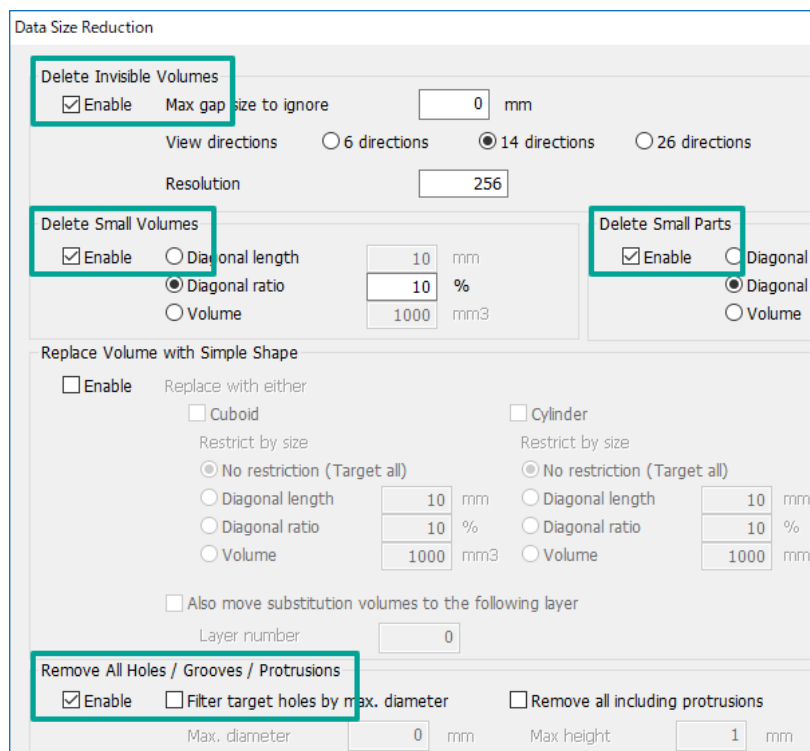 Data Size Reduction
Delete Invisible Volumes
Enable Max gap size to ignore 0 mm
View directions 6 directions 14 directions 26 directions
Resolution 256
Delete Small Volumes Delete Small Parts
Enable Diagonal length 10 mm Enable Diagonal
Diagonal ratio 10 % Diagonal
Volume 1000 mm3 Volume
Replace Volume with Simple Shape
Enable Replace with either
Cuboid Cylinder
Restrict by size Restrict by size
No restriction (Target all) No restriction (Target all)
Diagonal length 10 mm Diagonal length 10 mm
Diagonal ratio 10 % Diagonal ratio 10 %
Volume 1000 mm3 Volume 1000 mm
Also move substitution volumes to the following layer
Layer number 0
Remove All Holes / Grooves / Protrusions
Enable Filter target holes by max. diameter Remove all including protrusions
Max. diameter 0 mm Max height 1 mm